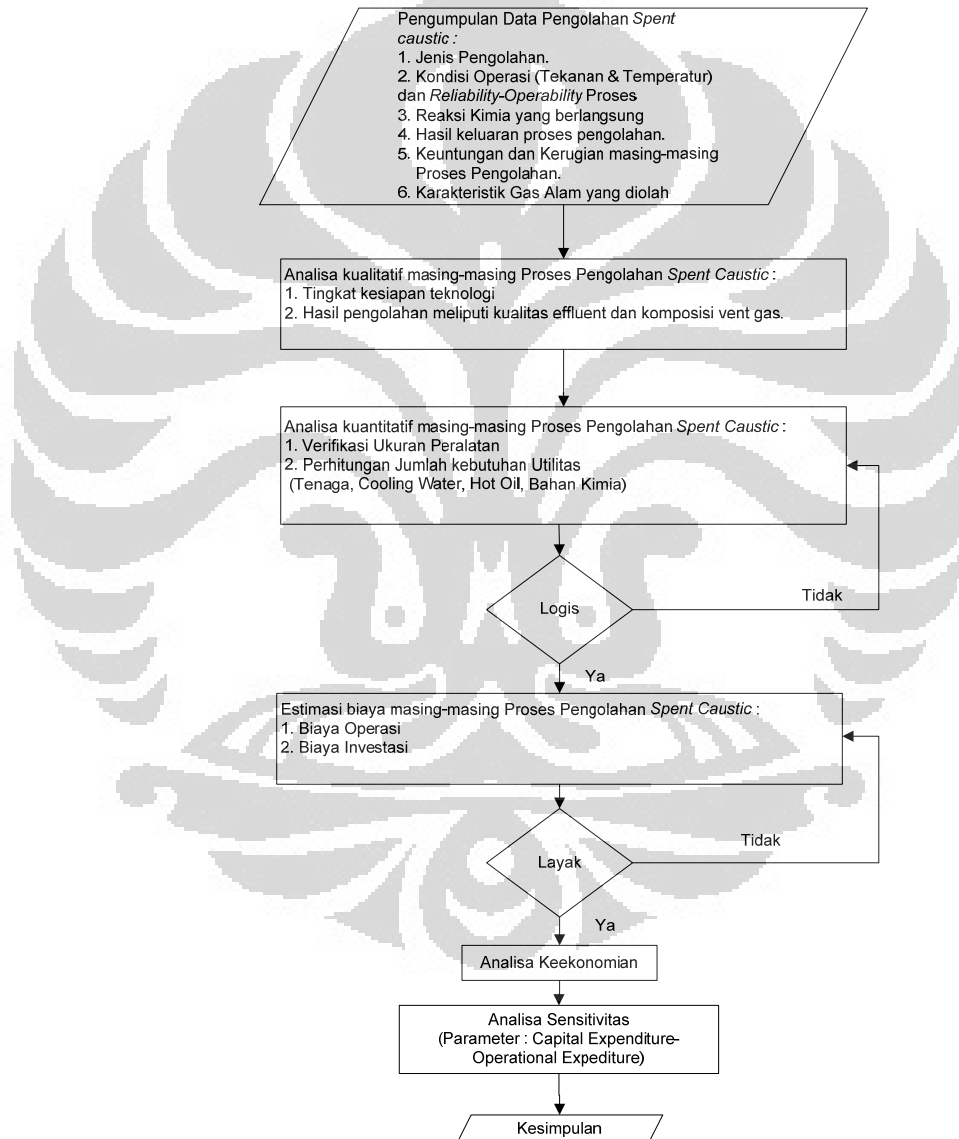 Pengumpulan Data Pengolahan Spent
caustic :
1. Jenis Pengolahan.
2. Kondisi Operasi (Tekanan & Temperatur)
dan Reliability-Operability Proses
3. Reaksi Kimia yang berlangsung
4. Hasil keluaran proses pengolahan.
5. Keuntungan dan Kerugian masing-masing
Proses Pengolahan.
6. Karakteristik Gas Alam yang diolah
Analisa kualitatif masing-masing Proses Pengolahan Spent Caustic :
1. Tingkat kesiapan teknologi
2. Hasil pengolahan meliputi kualitas effluent dan komposisi vent gas.
Analisa kuantitatif masing-masing Proses Pengolahan Spent Caustic :
1. Verifikasi Ukuran Peralatan
2. Perhitungan Jumlah kebutuhan Utilitas
(Tenaga, Cooling Water, Hot Oil, Bahan Kimia)
Logis
Tidak
Ya
Estimasi biaya masing-masing Proses Pengolahan Spent Caustic :
1. Biaya Operasi
2. Biaya Investasi
Layak
Tidak
Ya
Analisa Keekonomian
Analisa Sensitivitas
(Parameter : Capital Expenditure-
Operational Expediture)
Kesimpulan